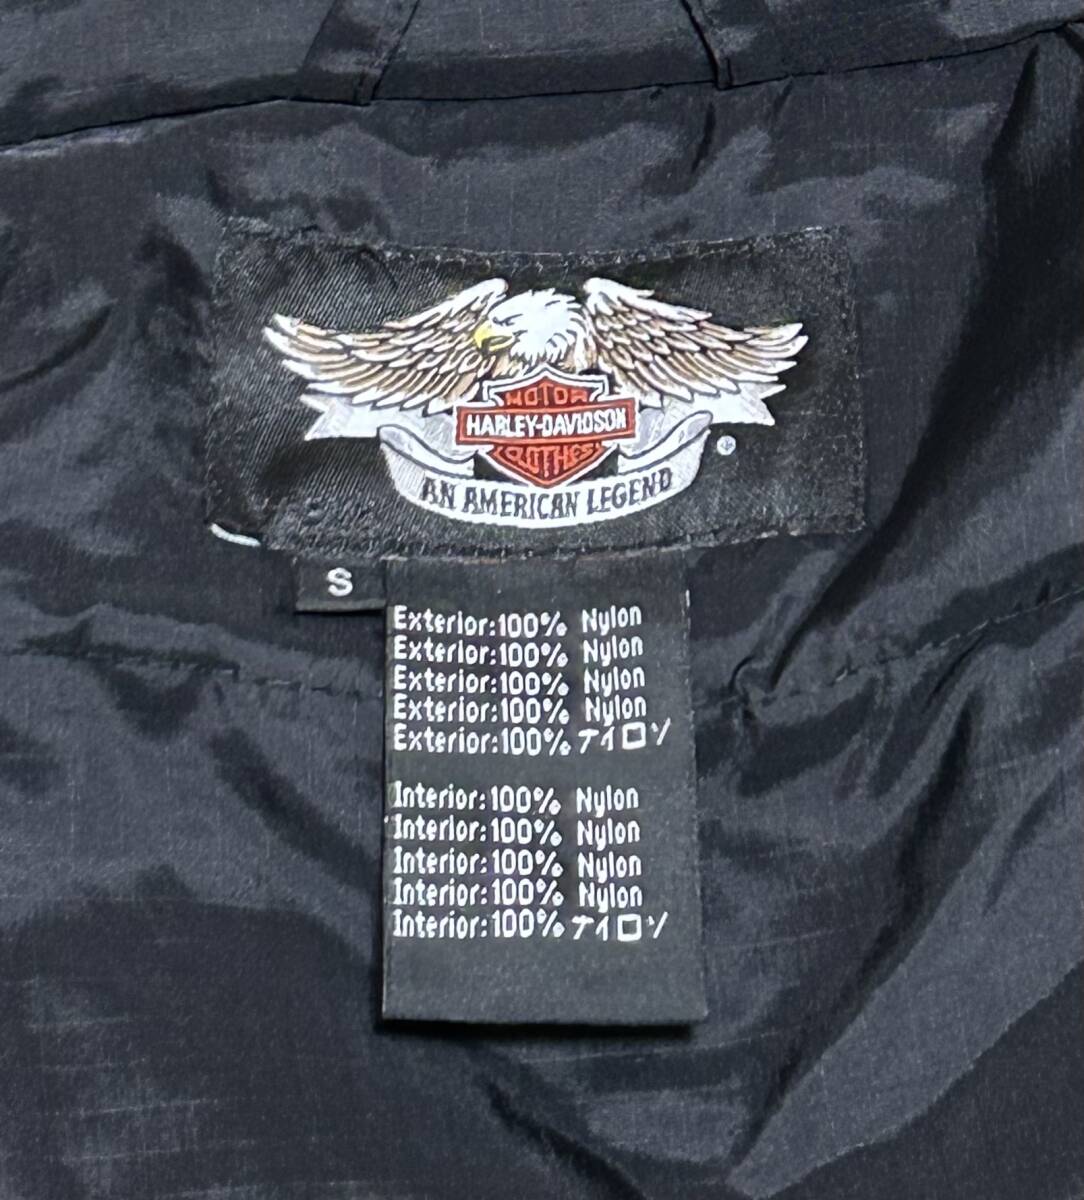 MOTOR
HARLEY-DAVIDSON
CLOTHES
AN AMERICAN LEGEND
®
S
Exterior:100% Nylon
Exterior:100% Nylon
Exterior:100% Nylon
Exterior:100% Nylon
Exterior:100% ナイロン
Interior:100% Nylon
Interior:100% Nylon
Interior:100% Nylon
Interior:100% Nylon
Interior:100% ナイロン